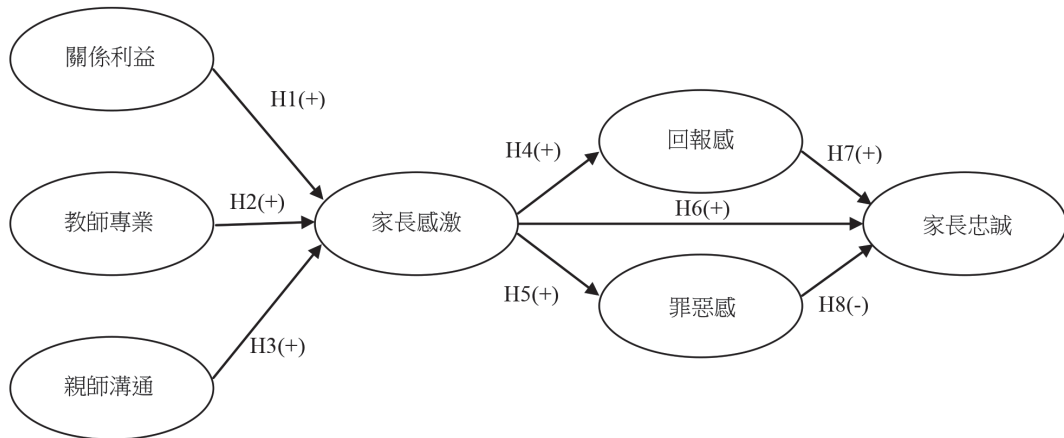 關係利益
H1(+)
回報感
H4(+)
H7(+)
教師專業
H2(+)
家長感激
H6(+)
家長忠誠
H5(+)
罪惡感
H8(-)
H3(+)
親師溝通